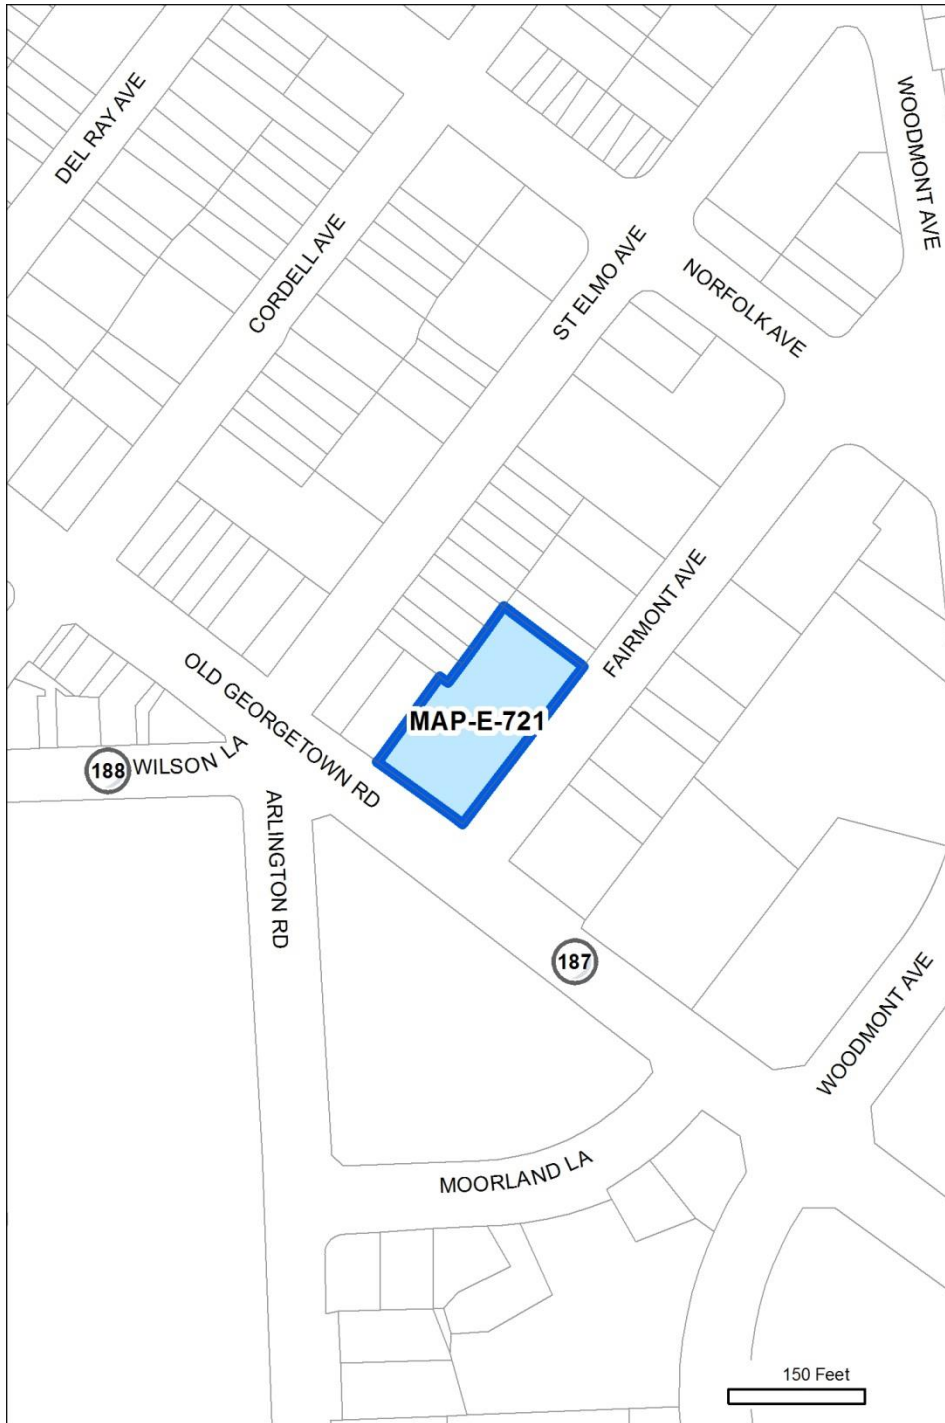 DEL RAY AVE
WOODMONT AVE
CORDELL AVE
ST ELMO AVE
NORFOLK AVE
FAIRMONT AVE
OLD GEORGETOWN RD
MAP-E-721
188
WILSON LA
ARLINGTON RD
187
WOODMONT AVE
MOORLAND LA
150 Feet